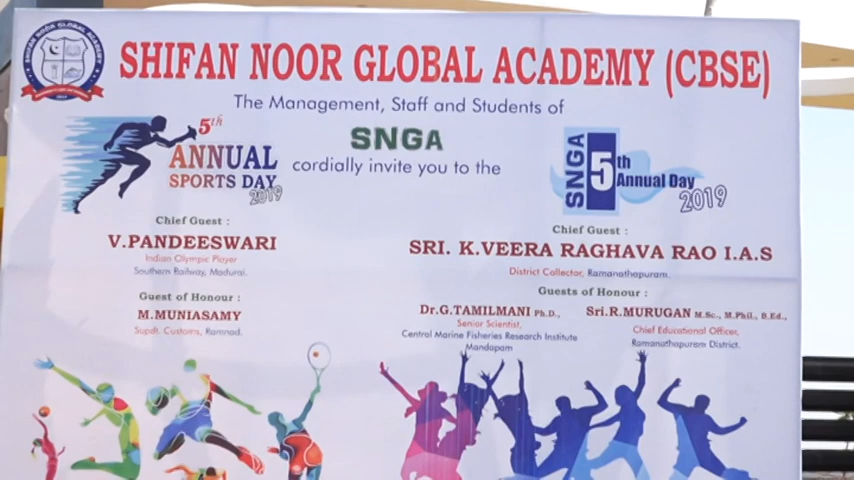 SHIFAN NOOR GLOBAL ACADEMY
SHIFAN NOOR GLOBAL ACADEMY (CBSE)
The Management, Staff and Students of
SNGA
cordially invite you to the
5th
ANNUAL
SPORTS DAY
2019
Chief Guest :
V.PANDEESWARI
Indian Olympic Player
Southern Railway, Madurai.
Guest of Honour :
M.MUNIASAMY
Supdt. Customs, Ramnad.
SNGA
5th
Annual Day
2019
Chief Guest :
SRI. K.VEERA RAGHAVA RAO I.A.S
District Collector, Ramanathapuram.
Guests of Honour :
Dr.G.TAMILMANI Ph.D.,
Senior Scientist,
Central Marine Fisheries Research Institute
Mandapam
Sri.R.MURUGAN M.Sc., M.Phil., B.Ed.,
Chief Educational Officer,
Ramanathapuram District.